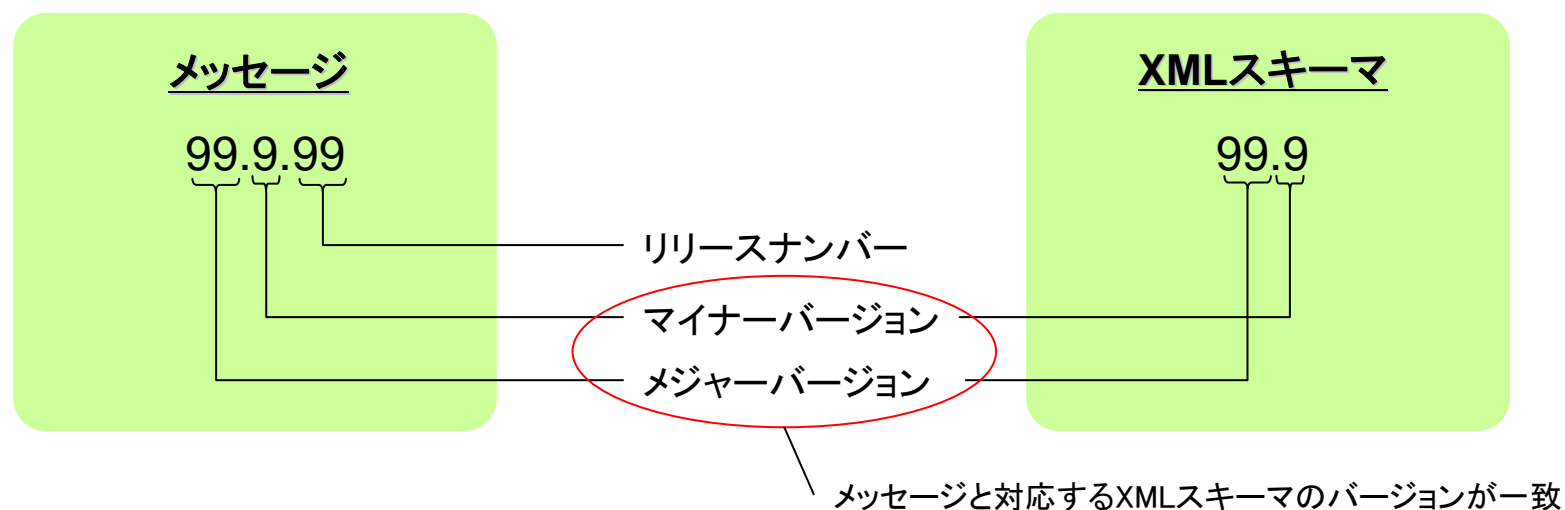 メッセージ
XMLスキーマ
99.9.99
99.9
リリースナンバー
マイナーバージョン
メジャーバージョン
メッセージと対応するXMLスキーマのバージョンが一致